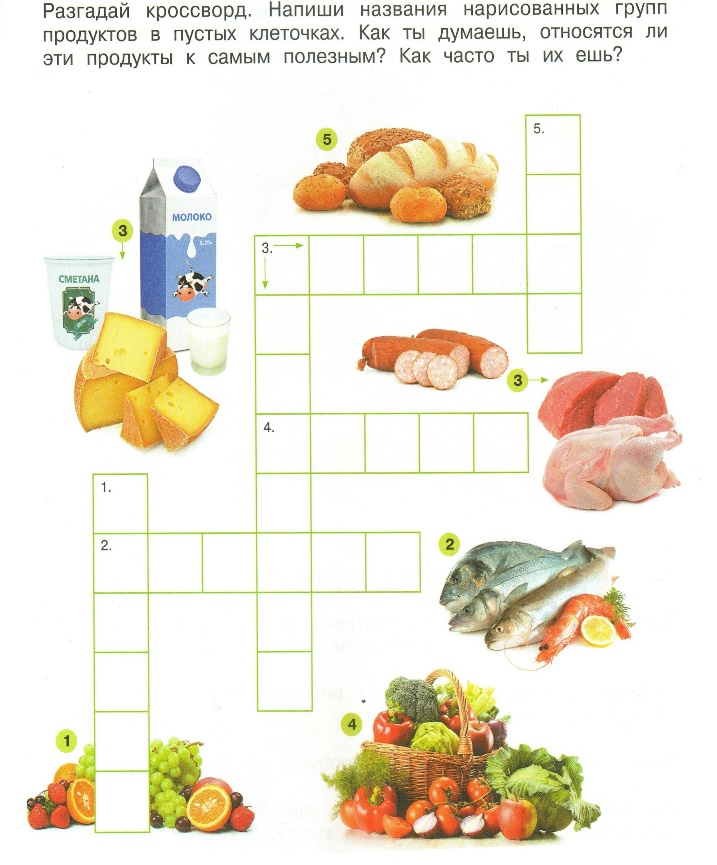 Разгадай кроссворд. Напиши названия нарисованных групп
продуктов в пустых клеточках. Как ты думаешь, относятся ли
эти продукты к самым полезным? Как часто ты их ешь?
5
5.
3
МОЛОКО
3.
СМЕТАНА
3
4.
1.
2.
2
1
4